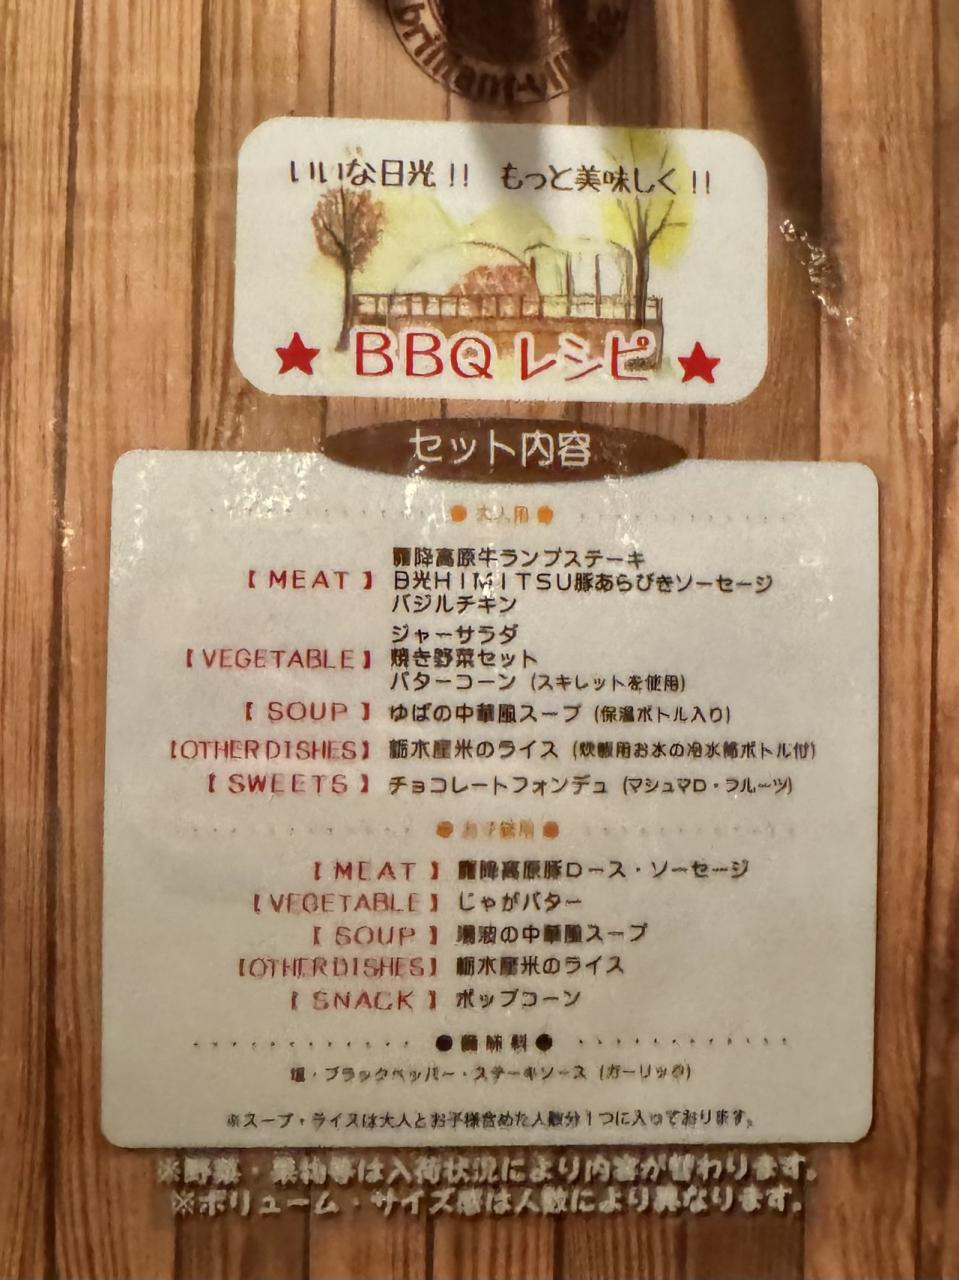 brilliant-vill
いいな日光!! もっと美味しく!!
★ BBQ レシピ ★
セット内容
● 大人用 ●
【 MEAT 】 霧降高原牛ランプステーキ
日光HIMITSU豚あらびきソーセージ
バジルチキン
【 VEGETABLE 】 ジャーサラダ
焼き野菜セット
バターコーン (スキレットを使用)
【 SOUP 】 ゆばの中華風スープ (保温ボトル入り)
【OTHER DISHES】 栃木産米のライス (炊飯用お水の冷水筒ボトル付)
【 SWEETS 】 チョコレートフォンデュ (マシュマロ・フルーツ)
● お子様用 ●
【 MEAT 】 霧降高原豚ロース・ソーセージ
【 VEGETABLE 】 じゃがバター
【 SOUP 】 湯波の中華風スープ
【OTHER DISHES】 栃木産米のライス
【 SNACK 】 ポップコーン
● 調味料 ●
塩・ブラックペッパー・ステーキソース (ガーリック)
※スープ・ライスは大人とお子様含めた人数分1つに入っております。
※野菜・果物等は入荷状況により内容が替わります。
※ボリューム・サイズ感は人数により異なります。